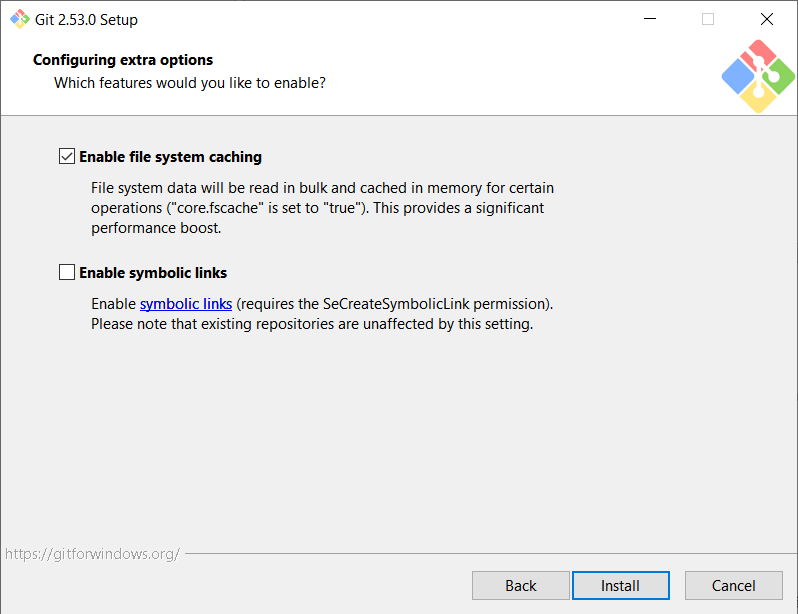 Git 2.53.0 Setup
Configuring extra options
Which features would you like to enable?
Enable file system caching
File system data will be read in bulk and cached in memory for certain
operations ("core.fscache" is set to "true"). This provides a significant
performance boost.
Enable symbolic links
Enable symbolic links (requires the SeCreateSymbolicLink permission).
Please note that existing repositories are unaffected by this setting.
https://gitforwindows.org/
Back Install Cancel